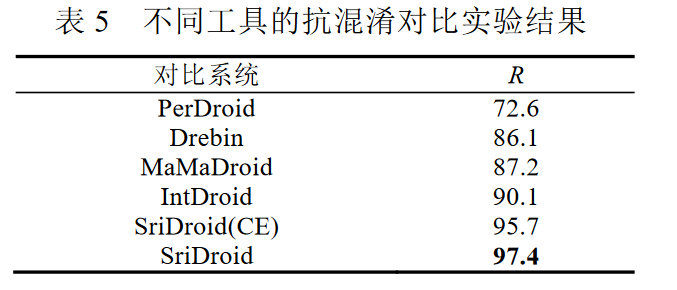 表 5 不同工具的抗混淆对比实验结果
对比系统 R
PerDroid 72.6
Drebin 86.1
MaMaDroid 87.2
IntDroid 90.1
SriDroid(CE) 95.7
SriDroid 97.4